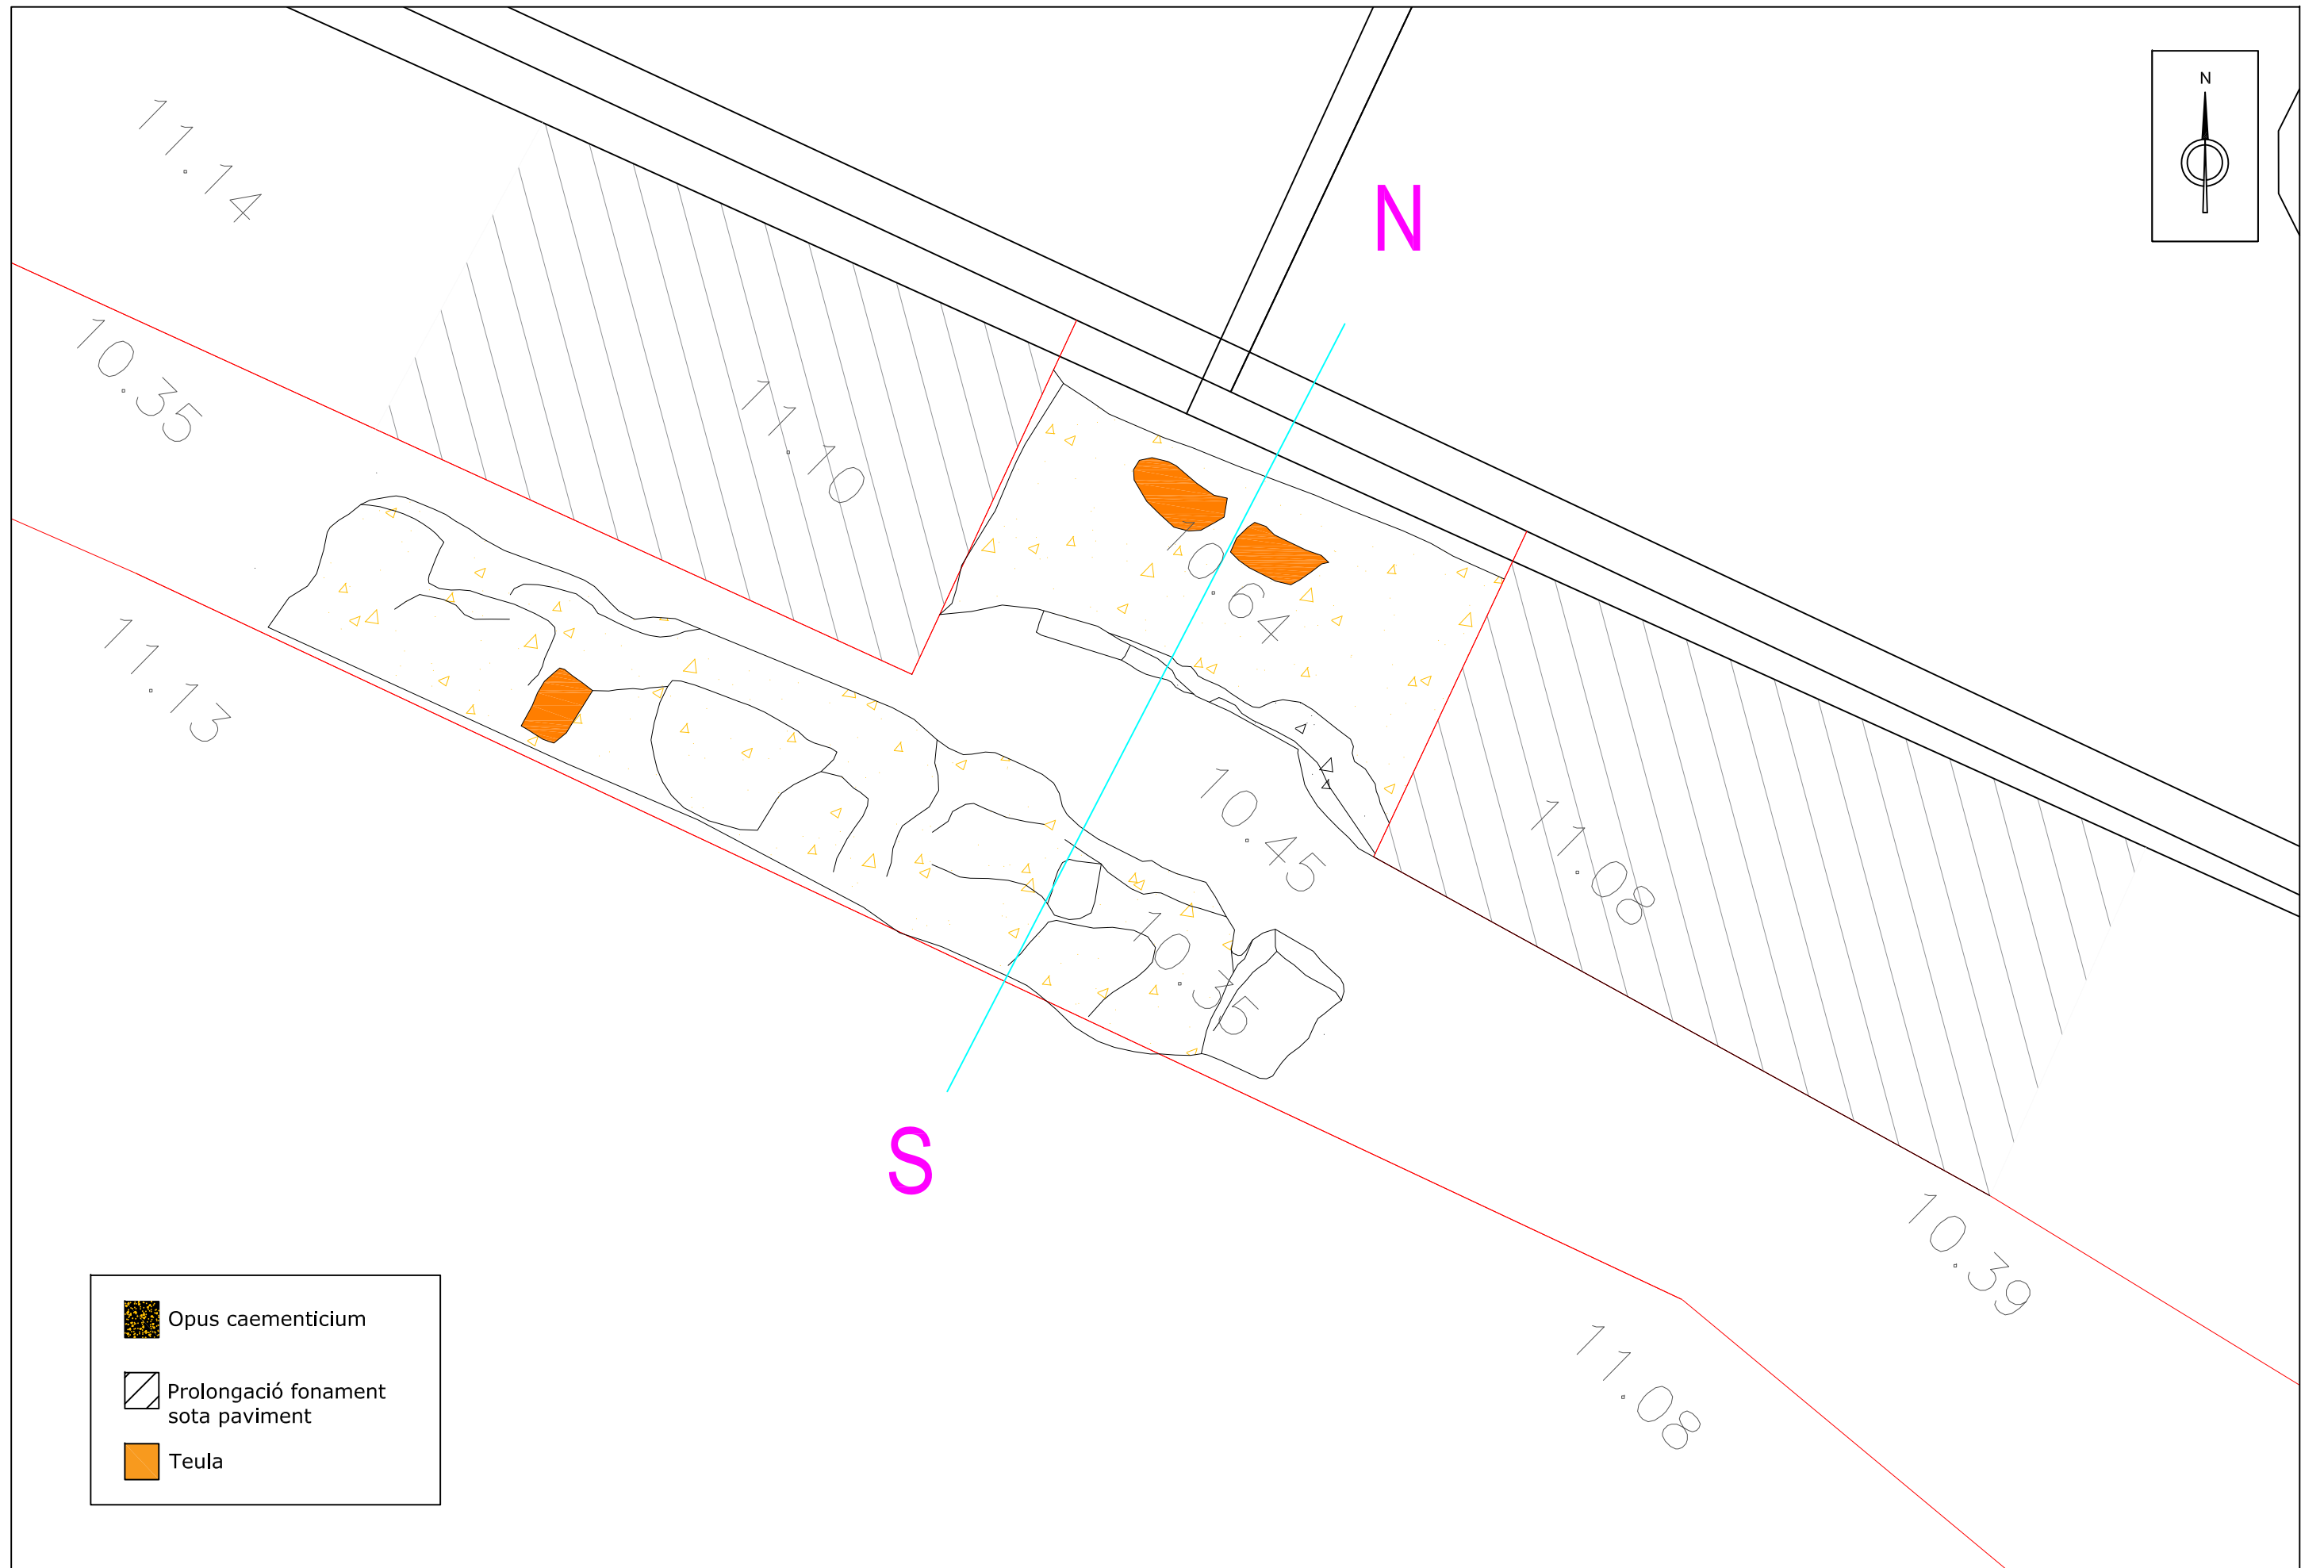 N
11.14
N
10.35
11.10
10.64
11.13
10.45
11.08
10.35
S
10.39
11.08
Opus caementicium
Prolongació fonament
sota paviment
Teula